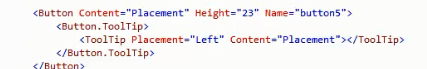 <Button Content="Placement" Height="23" Name="button5">
<Button.ToolTip>
<ToolTip Placement="Left" Content="Placement"></ToolTip>
</Button.ToolTip>
</Button>